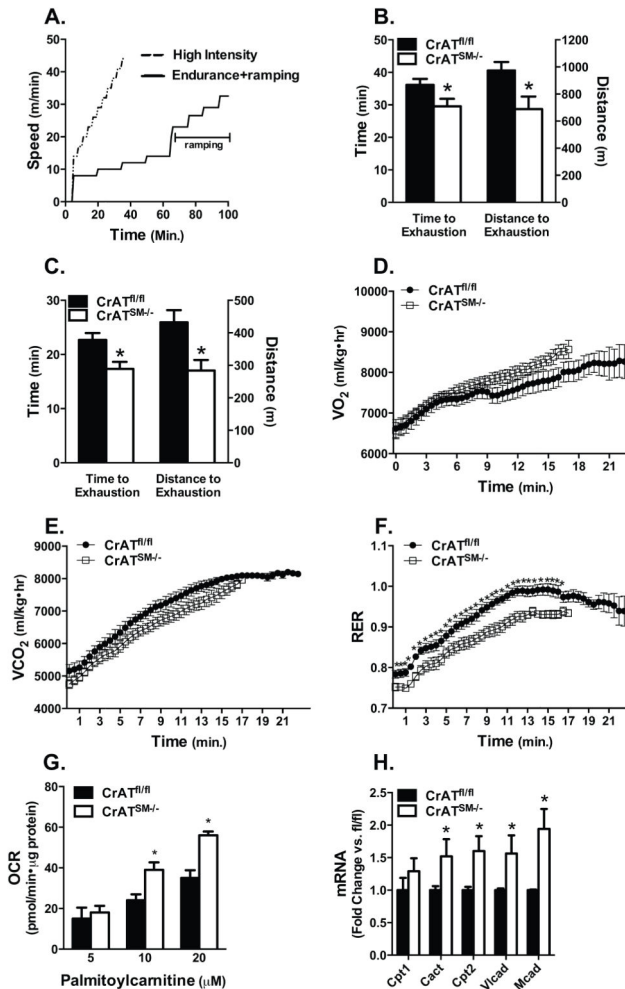 A.
50
40
30
20
10
0
Speed (m/min)
High Intensity
Endurance+ramping
ramping
0 20 40 60 80 100
Time (Min.)
B.
CrAT^fl/fl
CrAT^SM-/-
50
40
30
20
10
0
Time (min)
*
*
1200
1000
800
600
400
200
0
Distance (m)
Time to Exhaustion
Distance to Exhaustion
C.
CrAT^fl/fl
CrAT^SM-/-
30
20
10
0
Time (min)
*
*
500
400
300
200
100
0
Distance (m)
Time to Exhaustion
Distance to Exhaustion
D.
CrAT^fl/fl
CrAT^SM-/-
10000
9000
8000
7000
6000
VO₂ (ml/kg•hr)
0 3 6 9 12 15 18 21
Time (min.)
E.
CrAT^fl/fl
CrAT^SM-/-
9000
8000
7000
6000
5000
4000
VCO₂ (ml/kg•hr)
1 3 5 7 9 11 13 15 17 19 21
Time (min.)
F.
CrAT^fl/fl
CrAT^SM-/-
1.1
1.0
0.9
0.8
0.7
RER
1 3 5 7 9 11 13 15 17 19 21
Time (min.)
G.
CrAT^fl/fl
CrAT^SM-/-
80
60
40
20
0
OCR
(pmol/min•μg protein)
*
*
5 10 20
Palmitoylcarnitine (μM)
H.
CrAT^fl/fl
CrAT^SM-/-
2.5
2.0
1.5
1.0
0.5
0.0
mRNA
(Fold Change vs. fl/fl)
* * * *
Cpt1 Cact Cpt2 Vlcad Mcad